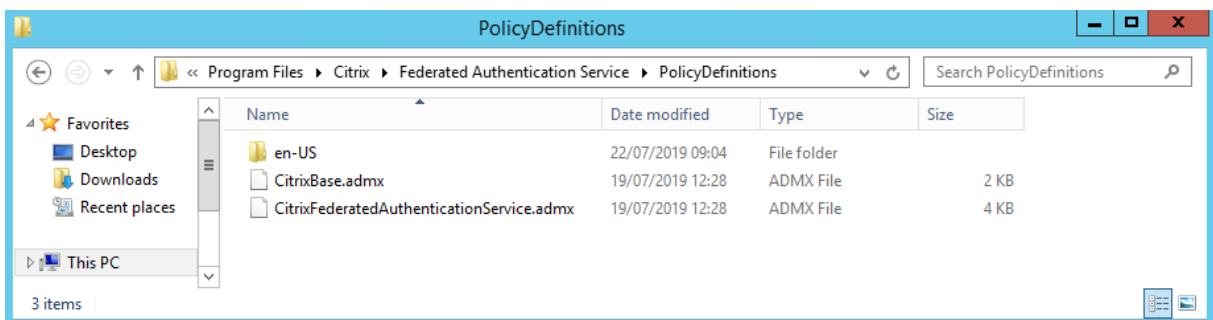 PolicyDefinitions
« Program Files Citrix Federated Authentication Service PolicyDefinitions Search PolicyDefinitions
Favorites
Desktop
Downloads
Recent places
This PC
Name Date modified Type Size
en-US 22/07/2019 09:04 File folder
CitrixBase.admx 19/07/2019 12:28 ADMX File 2 KB
CitrixFederatedAuthenticationService.admx 19/07/2019 12:28 ADMX File 4 KB
3 items